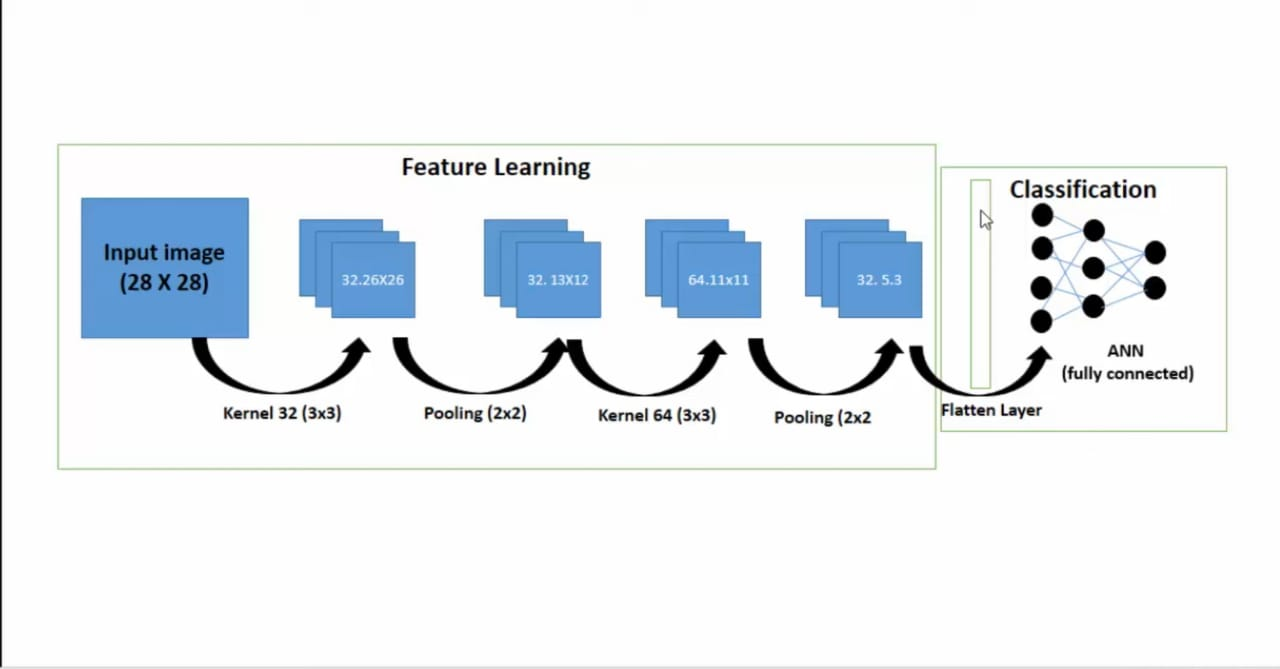 Feature Learning
Input image
(28 X 28)
32.26X26
32. 13X12
64.11x11
32. 5.3
Kernel 32 (3x3)
Pooling (2x2)
Kernel 64 (3x3)
Pooling (2x2
Classification
ANN
(fully connected)
Flatten Layer